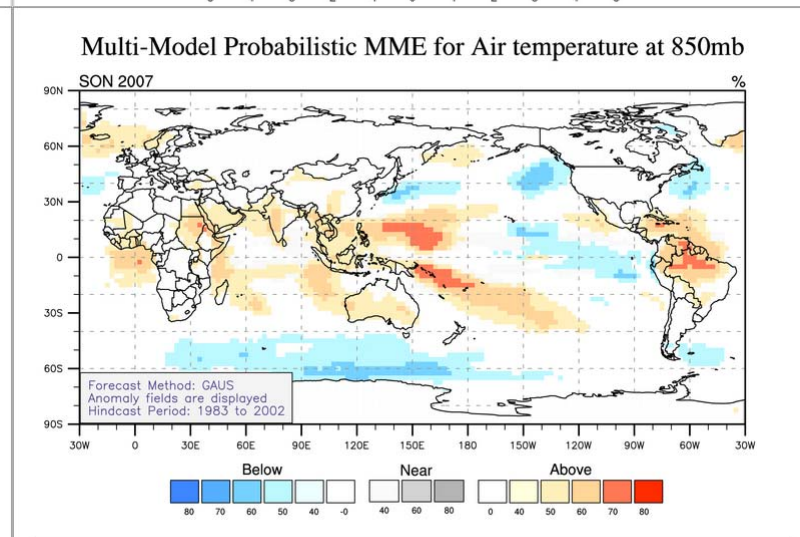 Multi-Model Probabilistic MME for Air temperature at 850mb
SON 2007 %
90N
60N
30N
0
30S
60S
90S
Forecast Method: GAUS
Anomaly fields are displayed
Hindcast Period: 1983 to 2002
30W 0 30E 60E 90E 120E 150E 180 150W 120W 90W 60W 30W
Below Near Above
80 70 60 50 40 -0 40 60 80 0 40 50 60 70 80